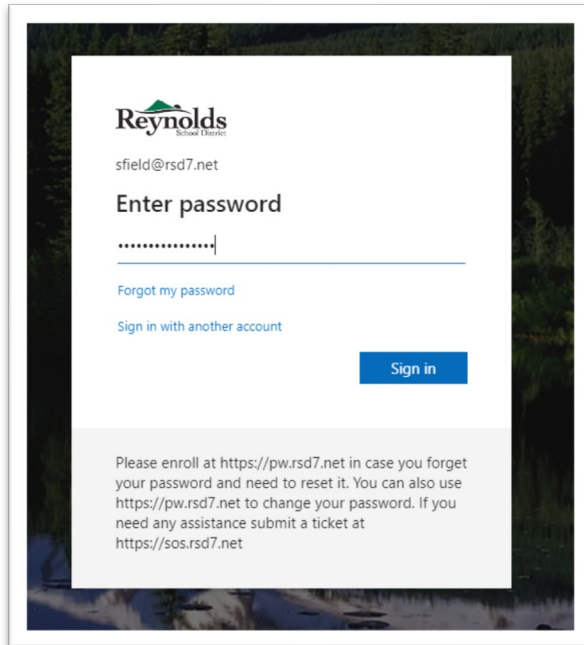 Reynolds
School District
sfield@rsd7.net
Enter password
••••••••••••••••
Forgot my password
Sign in with another account
Sign in
Please enroll at https://pw.rsd7.net in case you forget
your password and need to reset it. You can also use
https://pw.rsd7.net to change your password. If you
need any assistance submit a ticket at
https://sos.rsd7.net